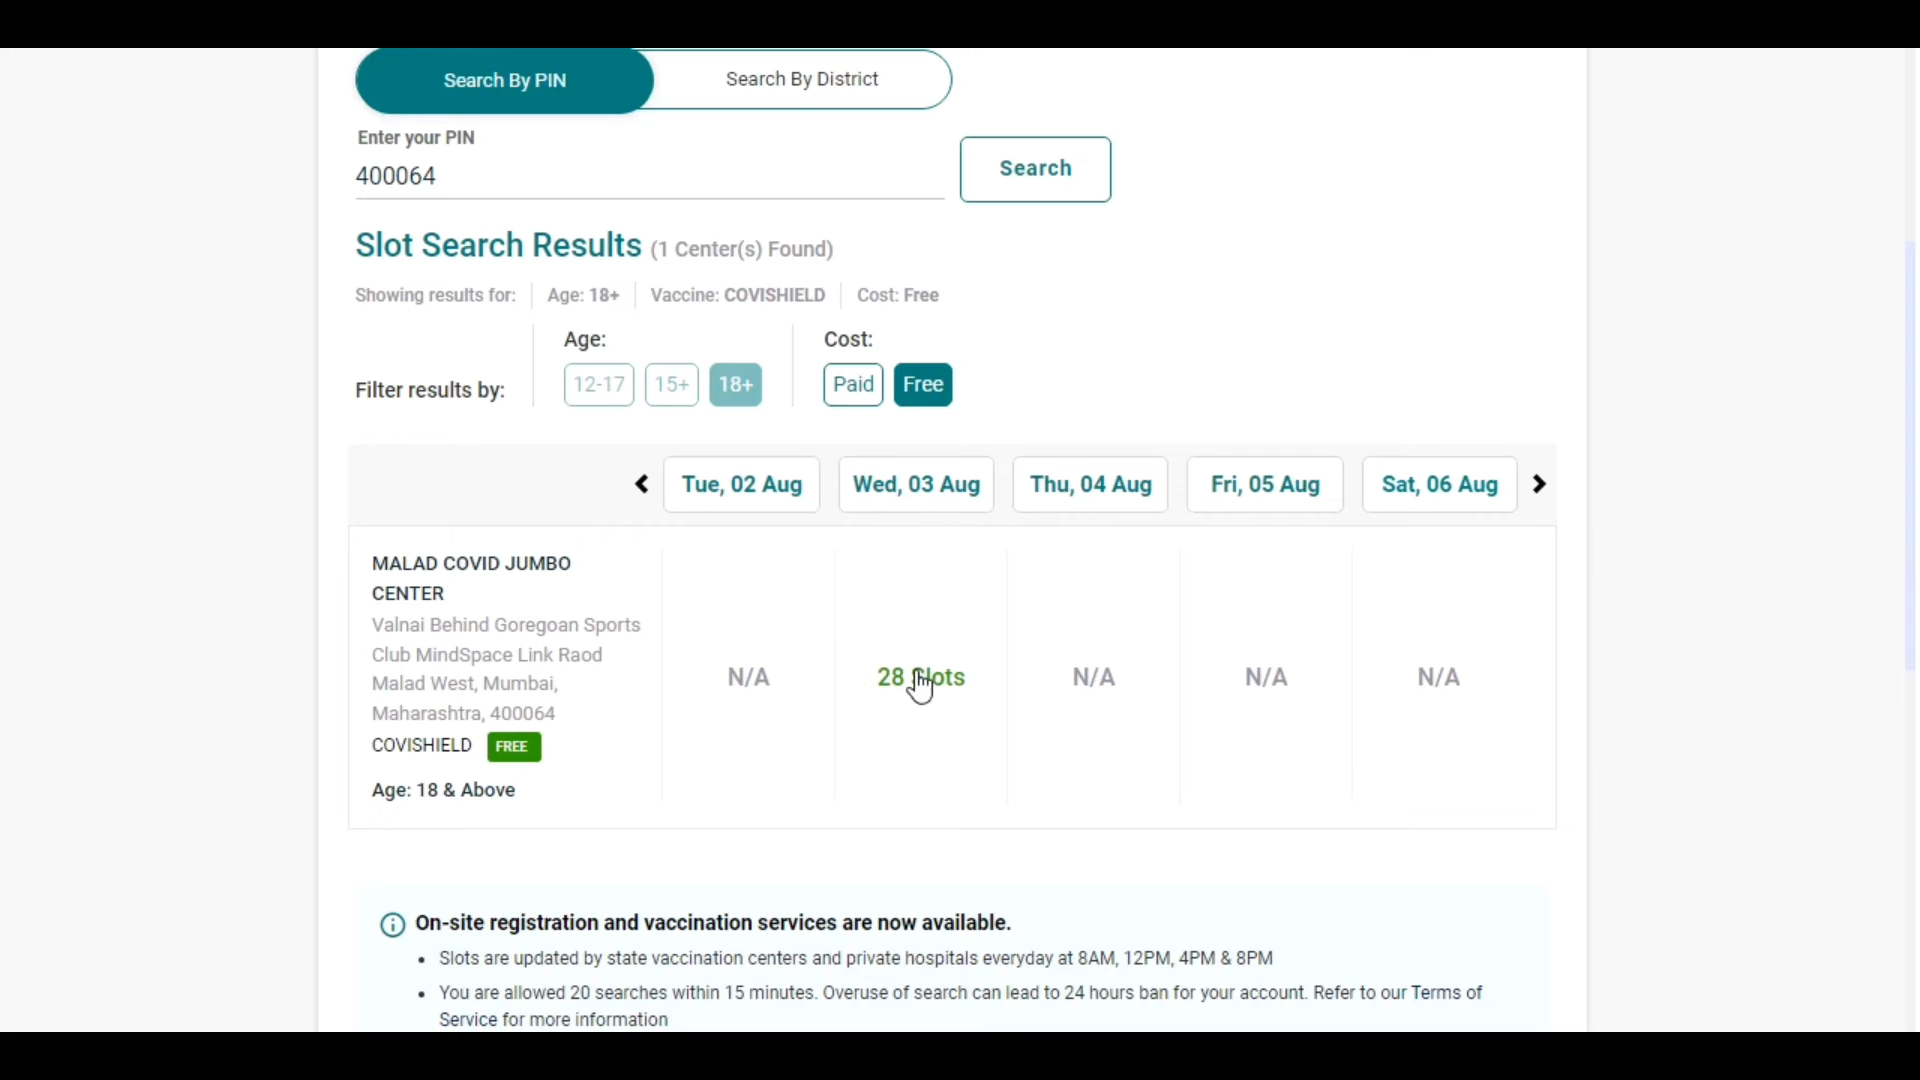 Search By PIN
Search By District
Enter your PIN
400064
Search
Slot Search Results (1 Center(s) Found)
Showing results for: Age: 18+ Vaccine: COVISHIELD Cost: Free
Age:
Cost:
Filter results by:
12-17 15+ 18+
Paid Free
Tue, 02 Aug
Wed, 03 Aug
Thu, 04 Aug
Fri, 05 Aug
Sat, 06 Aug
MALAD COVID JUMBO
CENTER
Valnai Behind Goregoan Sports
Club MindSpace Link Raod
Malad West, Mumbai,
Maharashtra, 400064
COVISHIELD FREE
Age: 18 & Above
N/A
28 Slots
N/A
N/A
N/A
On-site registration and vaccination services are now available.
• Slots are updated by state vaccination centers and private hospitals everyday at 8AM, 12PM, 4PM & 8PM
• You are allowed 20 searches within 15 minutes. Overuse of search can lead to 24 hours ban for your account. Refer to our Terms of
Service for more information